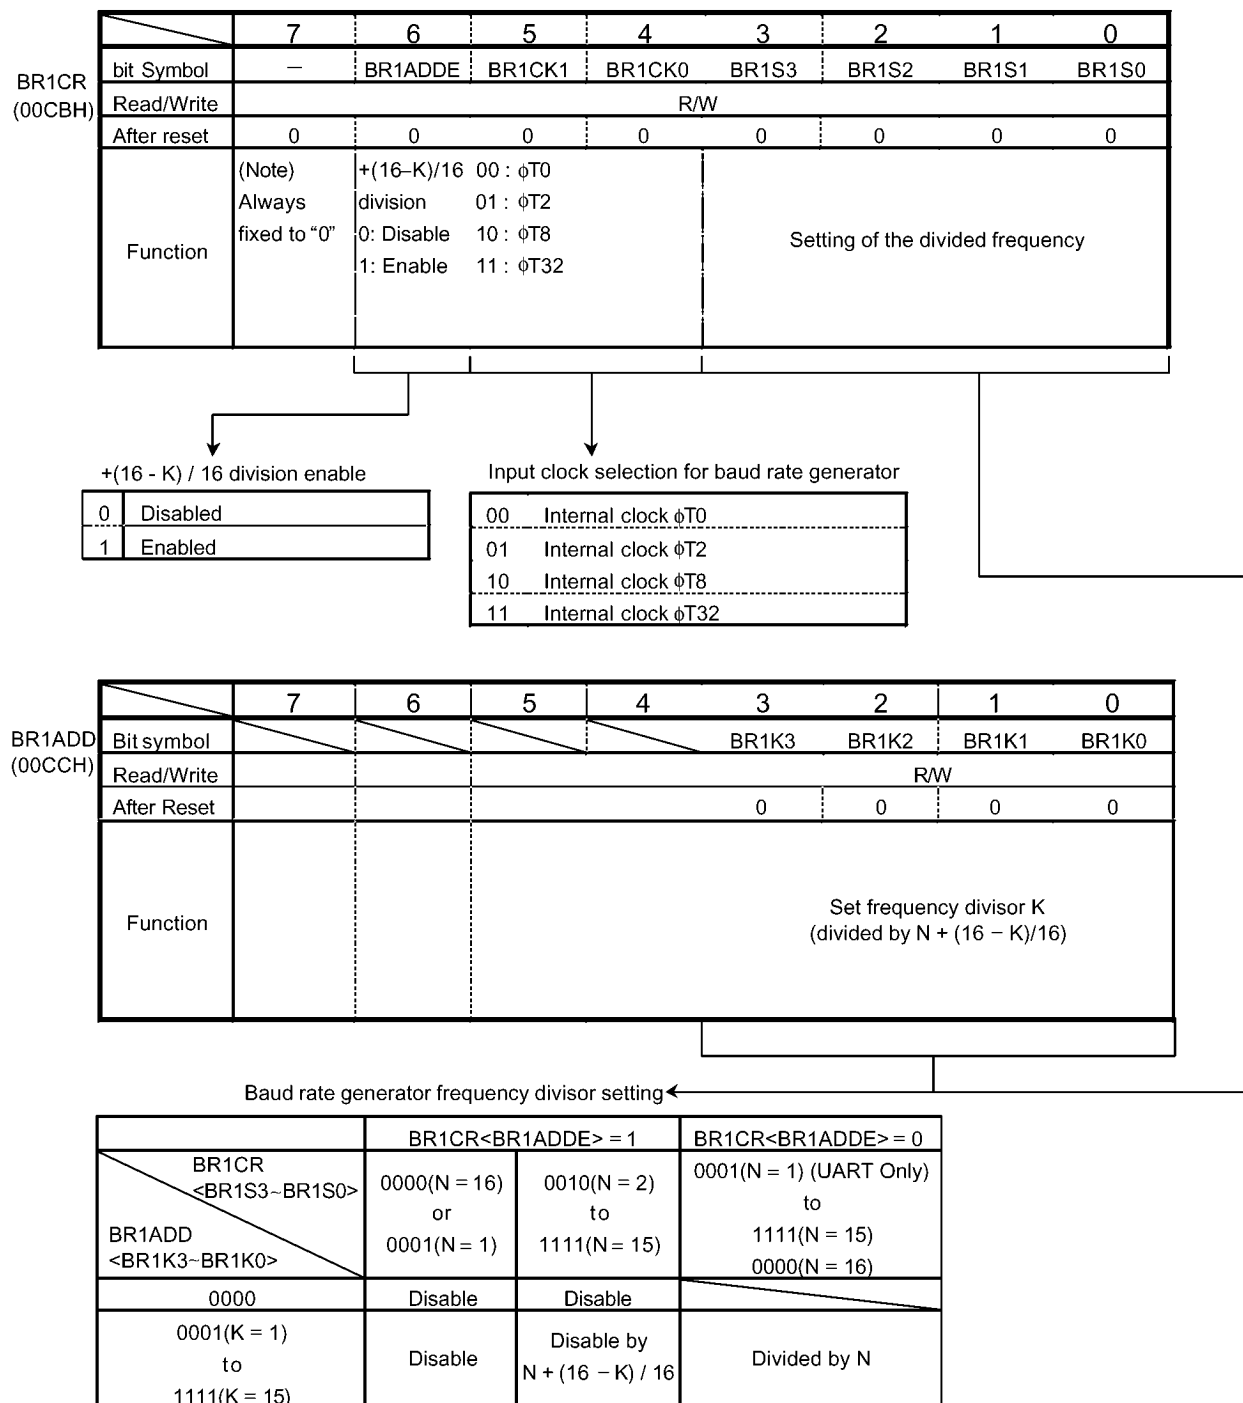 7 6 5 4 3 2 1 0
BR1CR
(00CBH)
bit Symbol — BR1ADDE BR1CK1 BR1CK0 BR1S3 BR1S2 BR1S1 BR1S0
Read/Write R/W
After reset 0 0 0 0 0 0 0 0
Function
(Note)
Always
fixed to “0”
+(16–K)/16
division
0: Disable
1: Enable
00 : ϕT0
01 : ϕT2
10 : ϕT8
11 : ϕT32
Setting of the divided frequency
+(16 - K) / 16 division enable
0 Disabled
1 Enabled
Input clock selection for baud rate generator
00 Internal clock ϕT0
01 Internal clock ϕT2
10 Internal clock ϕT8
11 Internal clock ϕT32
7 6 5 4 3 2 1 0
BR1ADD
(00CCH)
Bit symbol BR1K3 BR1K2 BR1K1 BR1K0
Read/Write R/W
After Reset 0 0 0 0
Function
Set frequency divisor K
(divided by N + (16 − K)/16)
Baud rate generator frequency divisor setting
BR1CR<BR1ADDE> = 1 BR1CR<BR1ADDE> = 0
BR1CR
<BR1S3~BR1S0>
BR1ADD
<BR1K3~BR1K0>
0000(N = 16)
or
0001(N = 1)
0010(N = 2)
to
1111(N = 15)
0001(N = 1) (UART Only)
to
1111(N = 15)
0000(N = 16)
0000 Disable Disable
0001(K = 1)
to
1111(K = 15)
Disable
Disable by
N + (16 − K) / 16
Divided by N